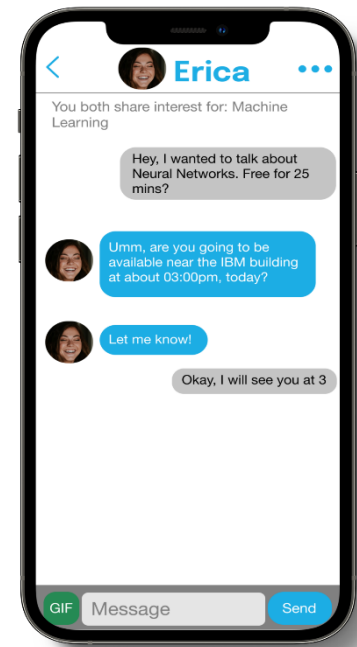 Erica
You both share interest for: Machine
Learning
Hey, I wanted to talk about
Neural Networks. Free for 25
mins?
Umm, are you going to be
available near the IBM building
at about 03:00pm, today?
Let me know!
Okay, I will see you at 3
GIF
Message
Send